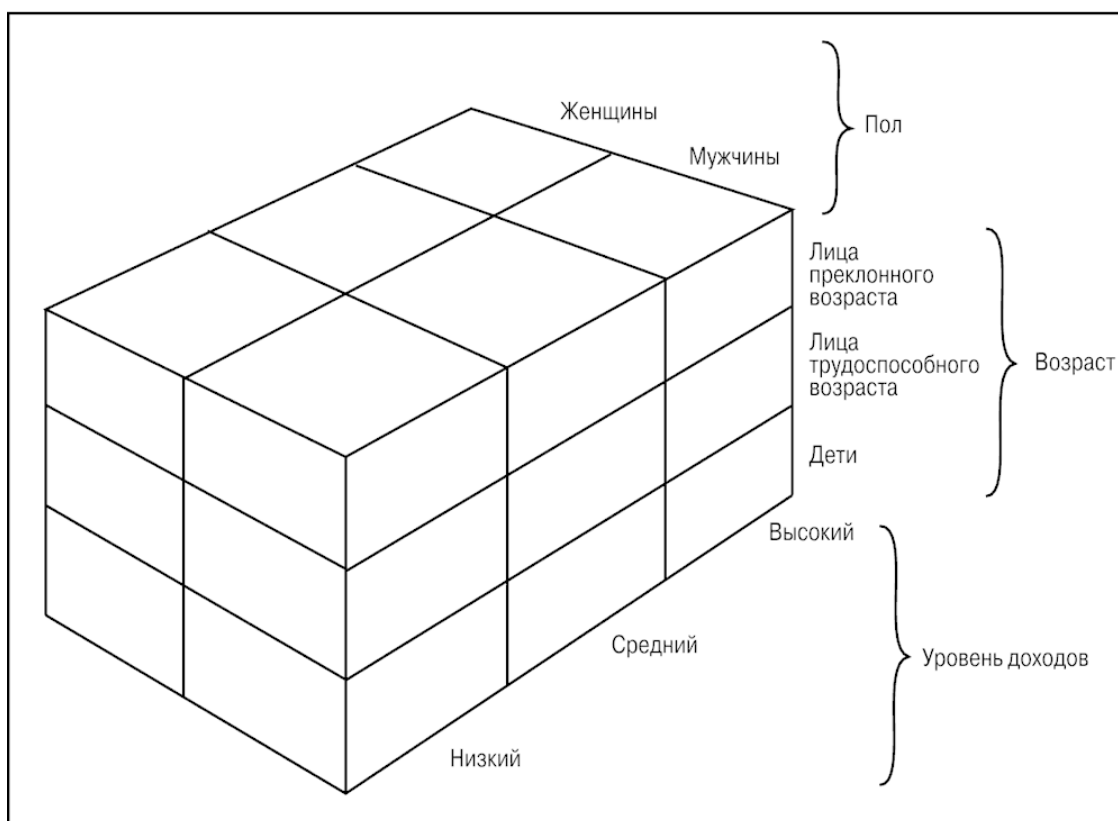 Женщины
Мужчины
Пол
Лица
преклонного
возраста
Лица
трудоспособного
возраста
Возраст
Дети
Высокий
Средний
Уровень доходов
Низкий